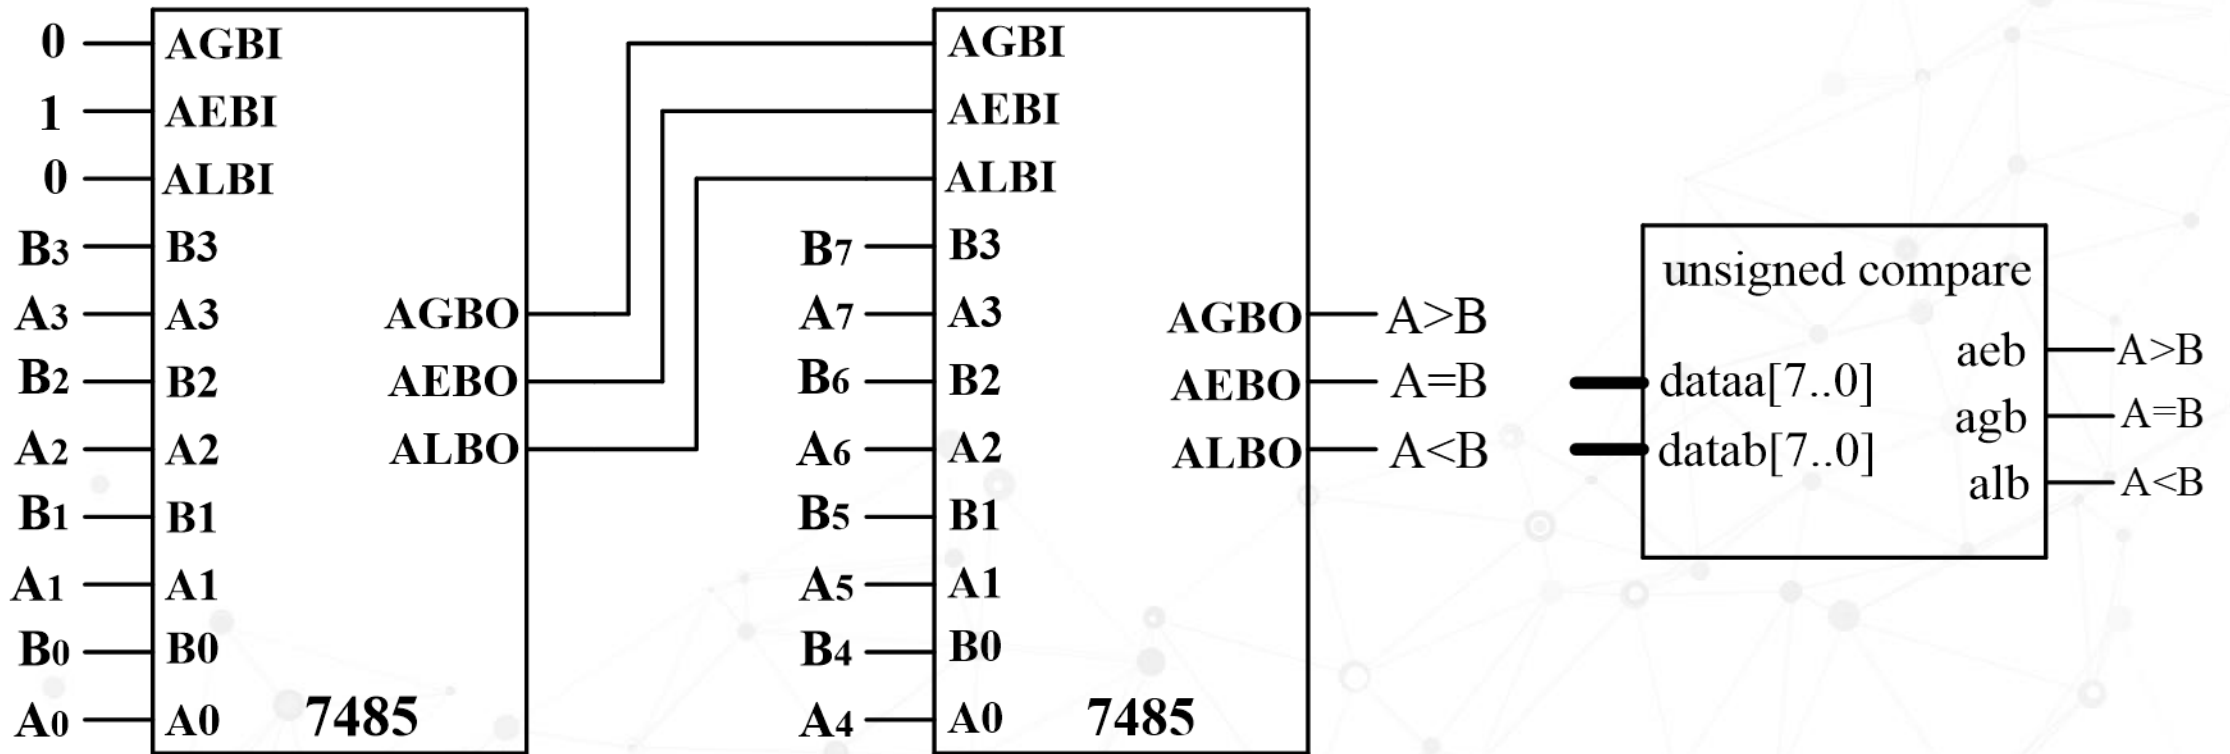 0 AGBI
1 AEBI
0 ALBI
B3 B3
A3 A3 AGBO
B2 B2 AEBO
A2 A2 ALBO
B1 B1
A1 A1
B0 B0
A0 A0 7485
AGBI
AEBI
ALBI
B7 B3
A7 A3 AGBO A>B
B6 B2 AEBO A=B
A6 A2 ALBO A<B
B5 B1
A5 A1
B4 B0
A4 A0 7485
unsigned compare
aeb A>B
dataa[7..0]
agb A=B
datab[7..0]
alb A<B